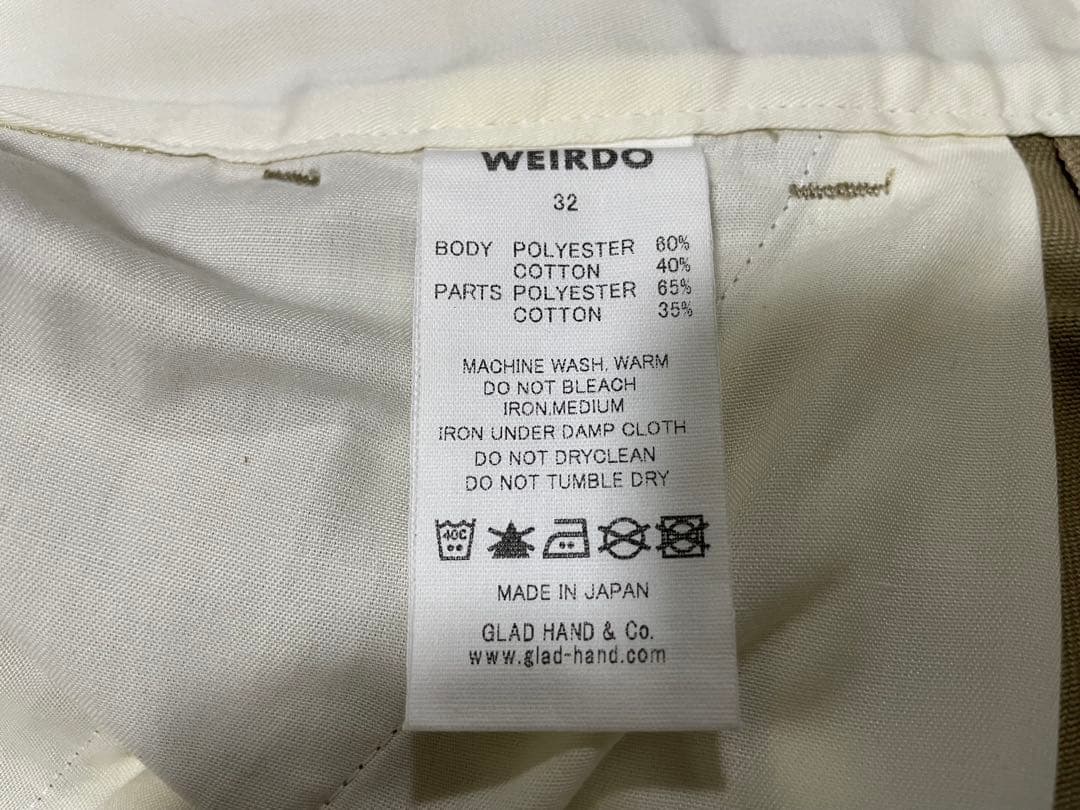 WEIRDO
32
BODY POLYESTER 60%
COTTON 40%
PARTS POLYESTER 65%
COTTON 35%
MACHINE WASH, WARM
DO NOT BLEACH
IRON,MEDIUM
IRON UNDER DAMP CLOTH
DO NOT DRYCLEAN
DO NOT TUMBLE DRY
40C
MADE IN JAPAN
GLAD HAND & Co.
www.glad-hand.com